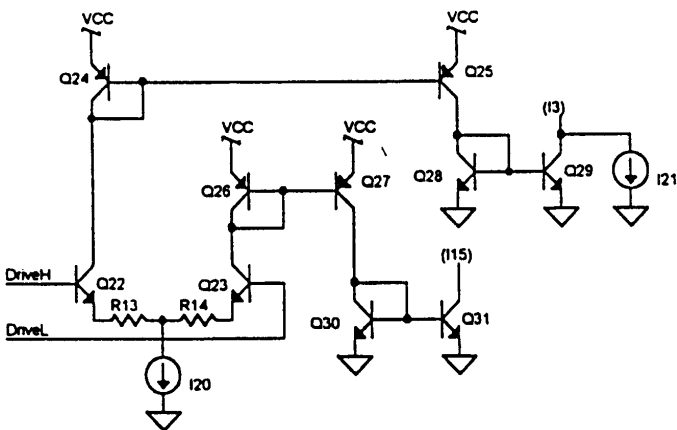 VCC
VCC
Q24
Q25
(I3)
VCC
VCC
Q26
Q27
Q28
Q29
I21
DriveH
Q22
Q23
(I15)
R13
R14
DriveL
Q30
Q31
I20